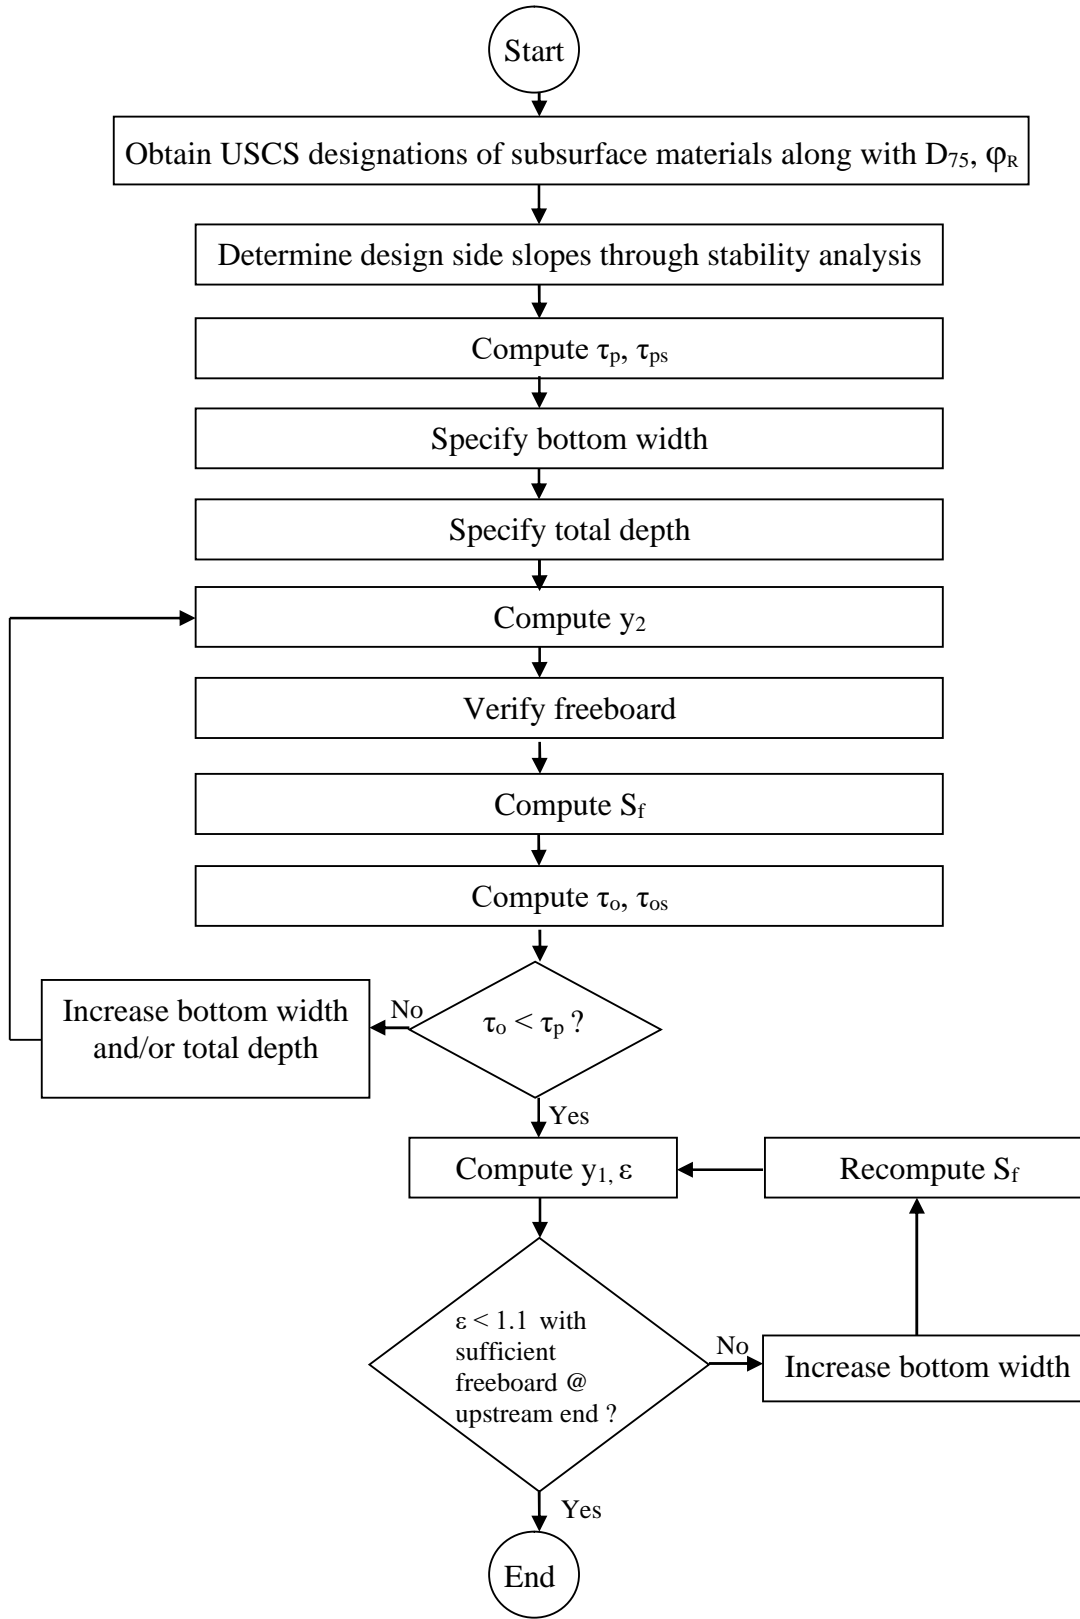 Start
Obtain USCS designations of subsurface materials along with D₇₅, φ_R
Determine design side slopes through stability analysis
Compute τₚ, τₚₛ
Specify bottom width
Specify total depth
Compute y₂
Verify freeboard
Compute S_f
Compute τₒ, τₒₛ
Increase bottom width
and/or total depth
No
τₒ < τₚ ?
Yes
Compute y₁, ε
Recompute S_f
ε < 1.1 with
sufficient
freeboard @
upstream end ?
No
Increase bottom width
Yes
End